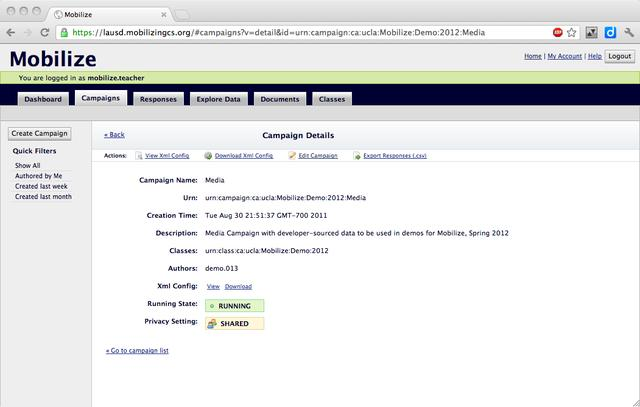 Mobilize
https://lausd.mobilizingcs.org/#campaigns?v=detail&id=urn:campaign:ca:ucla:Mobilize:Demo:2012:Media
ABP
Mobilize
Home | My Account | Help Logout
You are logged in as mobilize.teacher
Dashboard Campaigns Responses Explore Data Documents Classes
Create Campaign
Quick Filters
Show All
Authored by Me
Created last week
Created last month
« Back Campaign Details
Actions: View Xml Config Download Xml Config Edit Campaign Export Responses (.csv)
Campaign Name: Media
Urn: urn:campaign:ca:ucla:Mobilize:Demo:2012:Media
Creation Time: Tue Aug 30 21:51:37 GMT-700 2011
Description: Media Campaign with developer-sourced data to be used in demos for Mobilize, Spring 2012
Classes: urn:class:ca:ucla:Mobilize:Demo:2012
Authors: demo.013
Xml Config: View Download
Running State: RUNNING
Privacy Setting: SHARED
« Go to campaign list